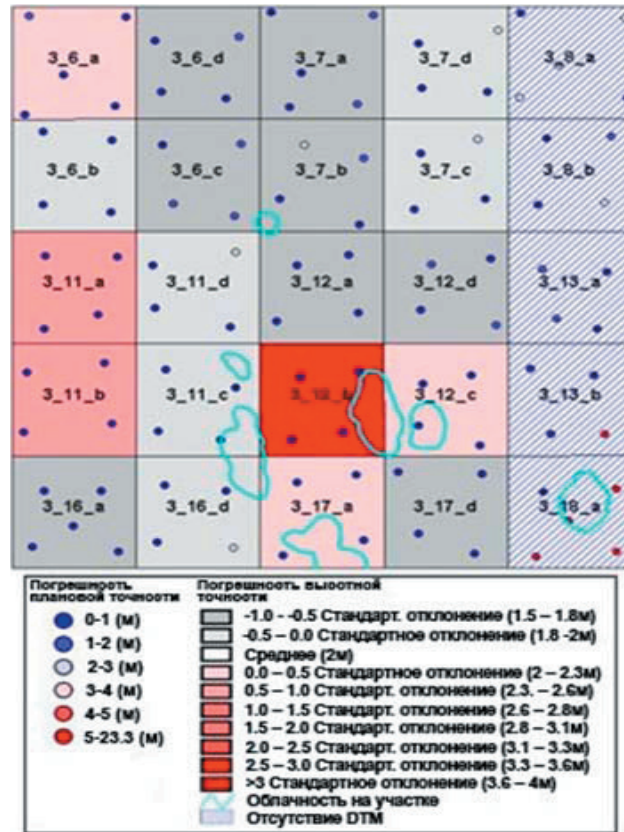 3_6_a 3_6_d 3_7_a 3_7_d 3_8_a
3_6_b 3_6_c 3_7_b 3_7_c 3_8_b
3_11_a 3_11_d 3_12_a 3_12_d 3_13_a
3_11_b 3_11_c 3_12_b 3_12_c 3_13_b
3_16_a 3_16_d 3_17_a 3_17_d 3_18_a
Погрешность
плановой точности
0-1 (м)
1-2 (м)
2-3 (м)
3-4 (м)
4-5 (м)
5-23.3 (м)
Погрешность высотной
точности
-1.0 - -0.5 Стандарт. отклонение (1.5 – 1.8м)
-0.5 – 0.0 Стандартное отклонение (1.8 -2м)
Среднее (2м)
0.0 – 0.5 Стандартное отклонение (2 – 2.3м)
0.5 – 1.0 Стандарт. отклонение (2.3. – 2.6м)
1.0 – 1.5 Стандарт. отклонение (2.6 – 2.8м)
1.5 – 2.0 Стандарт. отклонение (2.8 – 3.1м)
2.0 – 2.5 Стандарт. отклонение (3.1 – 3.3м)
2.5 – 3.0 Стандарт. отклонение (3.3 – 3.6м)
>3 Стандартное отклонение (3.6 – 4м)
Облачность на участке
Отсутствие DTM